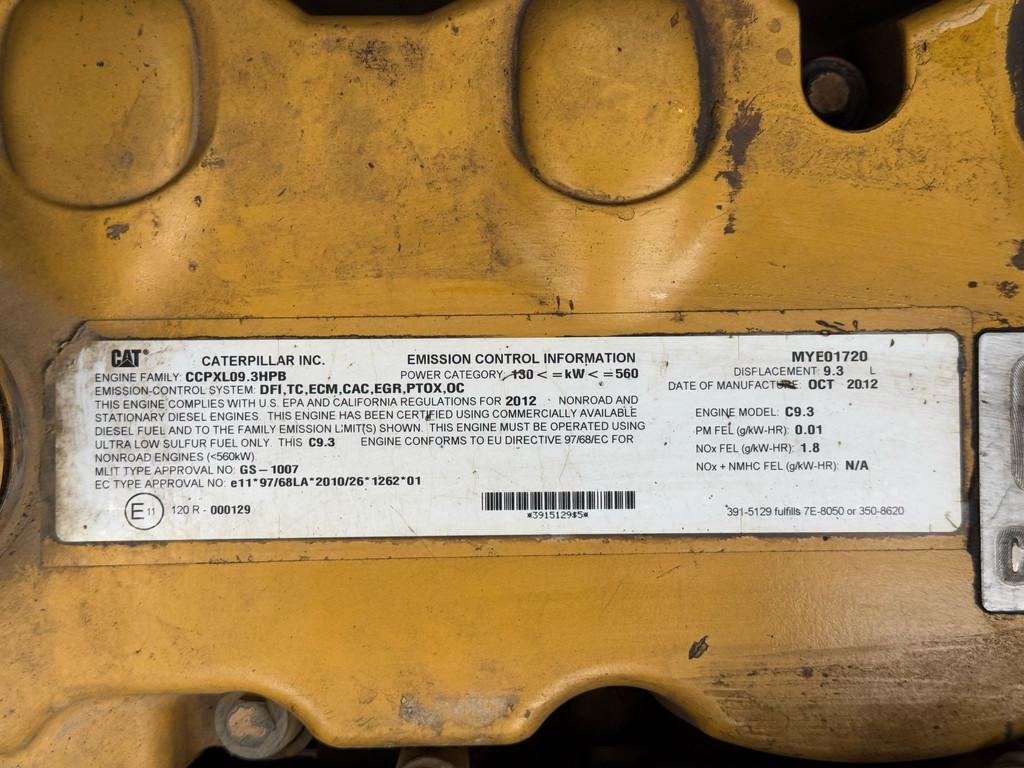 CAT® CATERPILLAR INC. EMISSION CONTROL INFORMATION MYE01720
ENGINE FAMILY: CCPXL09.3HPB POWER CATEGORY: 130 < =kW < =560 DISPLACEMENT: 9.3 L
EMISSION-CONTROL SYSTEM: DFI,TC,ECM,CAC,EGR,PTOX,OC DATE OF MANUFACTURE: OCT 2012
THIS ENGINE COMPLIES WITH U.S. EPA AND CALIFORNIA REGULATIONS FOR 2012 NONROAD AND
STATIONARY DIESEL ENGINES. THIS ENGINE HAS BEEN CERTIFIED USING COMMERCIALLY AVAILABLE
DIESEL FUEL AND TO THE FAMILY EMISSION LIMIT(S) SHOWN. THIS ENGINE MUST BE OPERATED USING
ULTRA LOW SULFUR FUEL ONLY. THIS C9.3 ENGINE CONFORMS TO EU DIRECTIVE 97/68/EC FOR
NONROAD ENGINES (<560kW).
MLIT TYPE APPROVAL NO: GS-1007
EC TYPE APPROVAL NO: e11*97/68LA*2010/26*1262*01
ENGINE MODEL: C9.3
PM FEL (g/kW-HR): 0.01
NOx FEL (g/kW-HR): 1.8
NOx + NMHC FEL (g/kW-HR): N/A
E11 120 R - 000129
*3915129$5*
391-5129 fulfills 7E-8050 or 350-8620